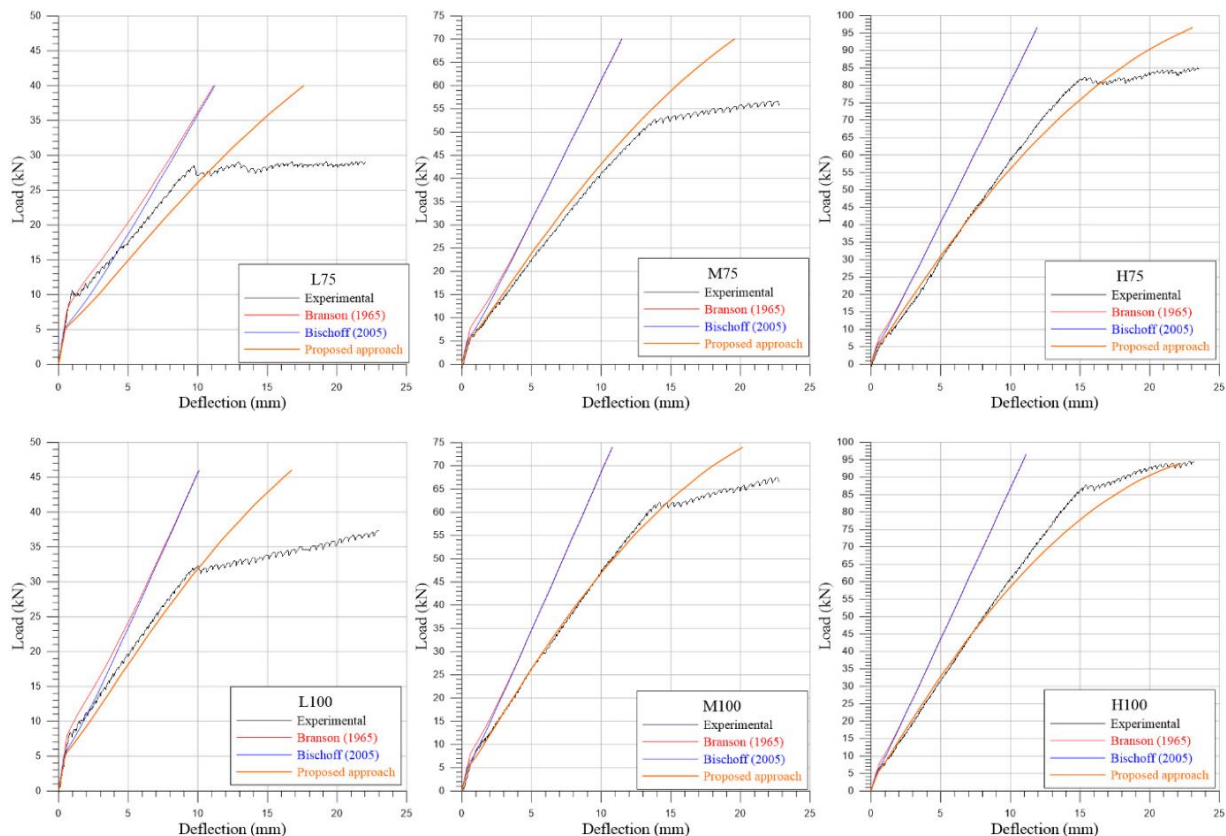 50
45
40
35
30
25
20
15
10
5
0
Load (kN)
0 5 10 15 20 25
Deflection (mm)
L75
Experimental
Branson (1965)
Bischoff (2005)
Proposed approach
75
70
65
60
55
50
45
40
35
30
25
20
15
10
5
0
Load (kN)
0 5 10 15 20 25
Deflection (mm)
M75
Experimental
Branson (1965)
Bischoff (2005)
Proposed approach
100
95
90
85
80
75
70
65
60
55
50
45
40
35
30
25
20
15
10
5
0
Load (kN)
0 5 10 15 20 25
Deflection (mm)
H75
Experimental
Branson (1965)
Bischoff (2005)
Proposed approach
50
45
40
35
30
25
20
15
10
5
0
Load (kN)
0 5 10 15 20 25
Deflection (mm)
L100
Experimental
Branson (1965)
Bischoff (2005)
Proposed approach
75
70
65
60
55
50
45
40
35
30
25
20
15
10
5
0
Load (kN)
0 5 10 15 20 25
Deflection (mm)
M100
Experimental
Branson (1965)
Bischoff (2005)
Proposed approach
100
95
90
85
80
75
70
65
60
55
50
45
40
35
30
25
20
15
10
5
0
Load (kN)
0 5 10 15 20 25
Deflection (mm)
H100
Experimental
Branson (1965)
Bischoff (2005)
Proposed approach